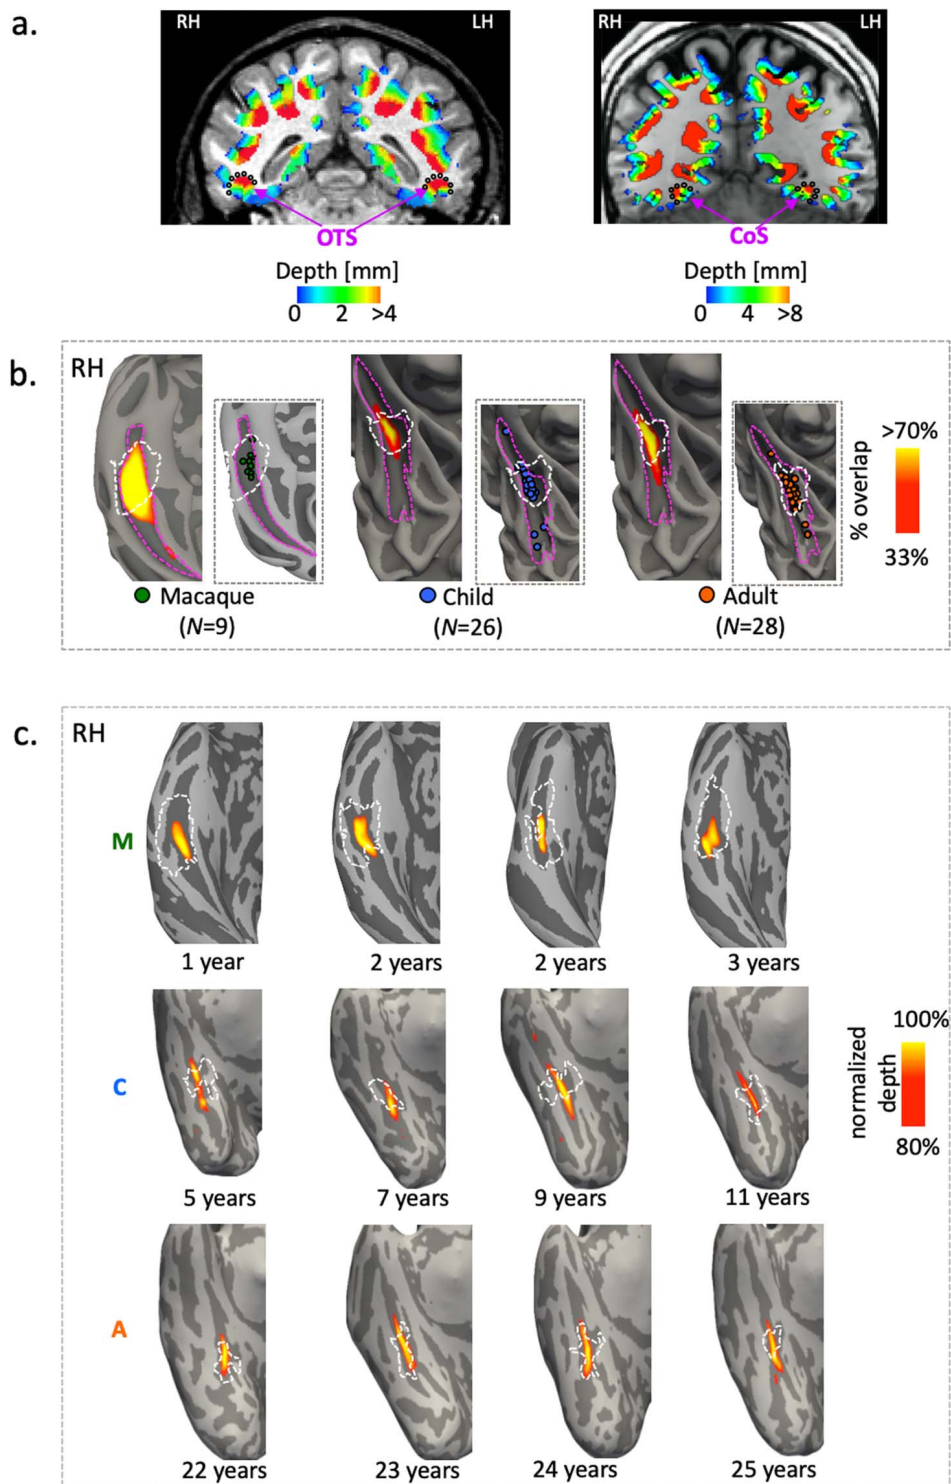 a.
RH LH
RH LH
OTS
CoS
Depth [mm]
0 2 >4
Depth [mm]
0 4 >8
b.
RH
>70%
% overlap
33%
Macaque
(N=9)
Child
(N=26)
Adult
(N=28)
c.
RH
M
1 year 2 years 2 years 3 years
100%
normalized
depth
80%
C
5 years 7 years 9 years 11 years
A
22 years 23 years 24 years 25 years